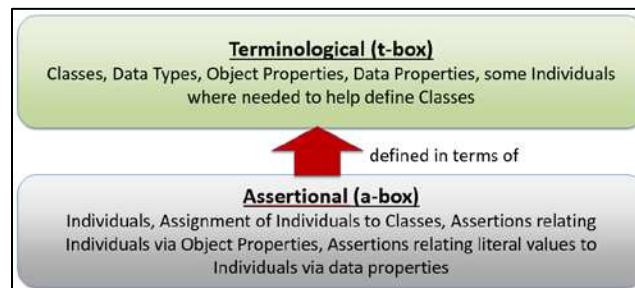 Terminological (t-box)
Classes, Data Types, Object Properties, Data Properties, some Individuals
where needed to help define Classes
defined in terms of
Assertional (a-box)
Individuals, Assignment of Individuals to Classes, Assertions relating
Individuals via Object Properties, Assertions relating literal values to
Individuals via data properties